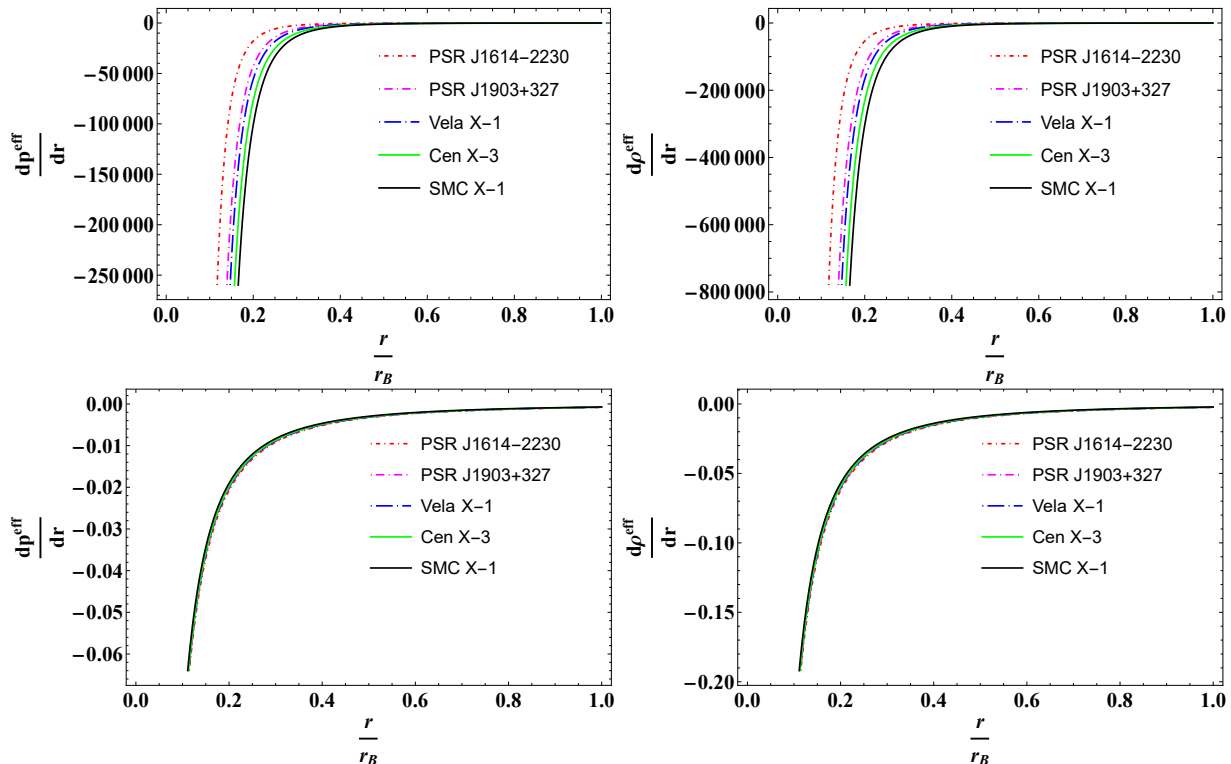 0
−50 000
−100 000
−150 000
−200 000
−250 000
dp^eff
dr
PSR J1614−2230
PSR J1903+327
Vela X−1
Cen X−3
SMC X−1
0.0 0.2 0.4 0.6 0.8 1.0
r
r_B
0
−200 000
−400 000
−600 000
−800 000
dρ^eff
dr
PSR J1614−2230
PSR J1903+327
Vela X−1
Cen X−3
SMC X−1
0.0 0.2 0.4 0.6 0.8 1.0
r
r_B
0.00
−0.01
−0.02
−0.03
−0.04
−0.05
−0.06
dp^eff
dr
PSR J1614−2230
PSR J1903+327
Vela X−1
Cen X−3
SMC X−1
0.0 0.2 0.4 0.6 0.8 1.0
r
r_B
0.00
−0.05
−0.10
−0.15
−0.20
dρ^eff
dr
PSR J1614−2230
PSR J1903+327
Vela X−1
Cen X−3
SMC X−1
0.0 0.2 0.4 0.6 0.8 1.0
r
r_B